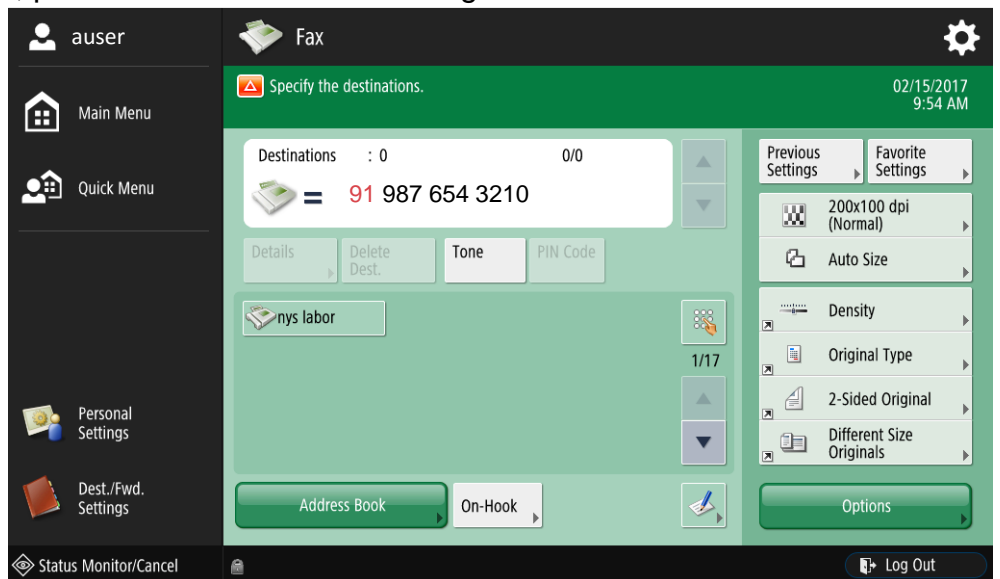 auser
Fax
Specify the destinations.
02/15/2017
9:54 AM
Main Menu
Quick Menu
Destinations : 0 0/0
= 91 987 654 3210
Details
Delete
Dest.
Tone
PIN Code
nys labor
1/17
Previous
Settings
Favorite
Settings
200x100 dpi
(Normal)
Auto Size
Density
Original Type
2-Sided Original
Different Size
Originals
Personal
Settings
Dest./Fwd.
Settings
Address Book
On-Hook
Options
Status Monitor/Cancel
Log Out